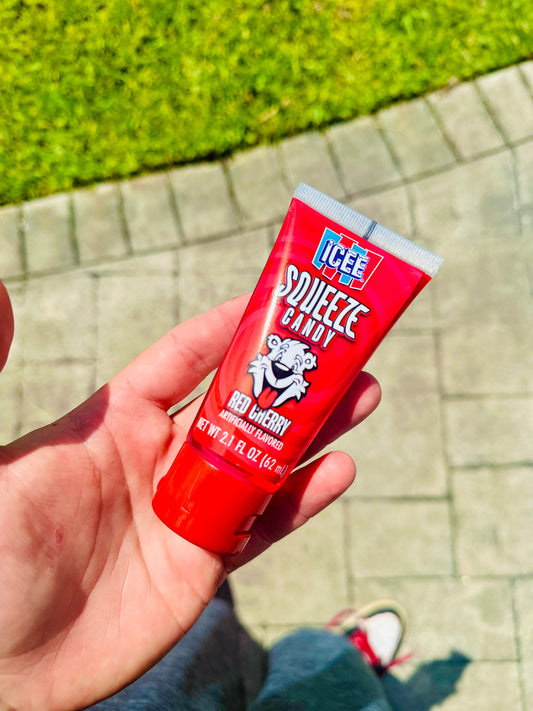 ICEE
SQUEEZE
CANDY
RED CHERRY
ARTIFICIALLY FLAVORED
NET WT 2.1 FL OZ (62 mL)